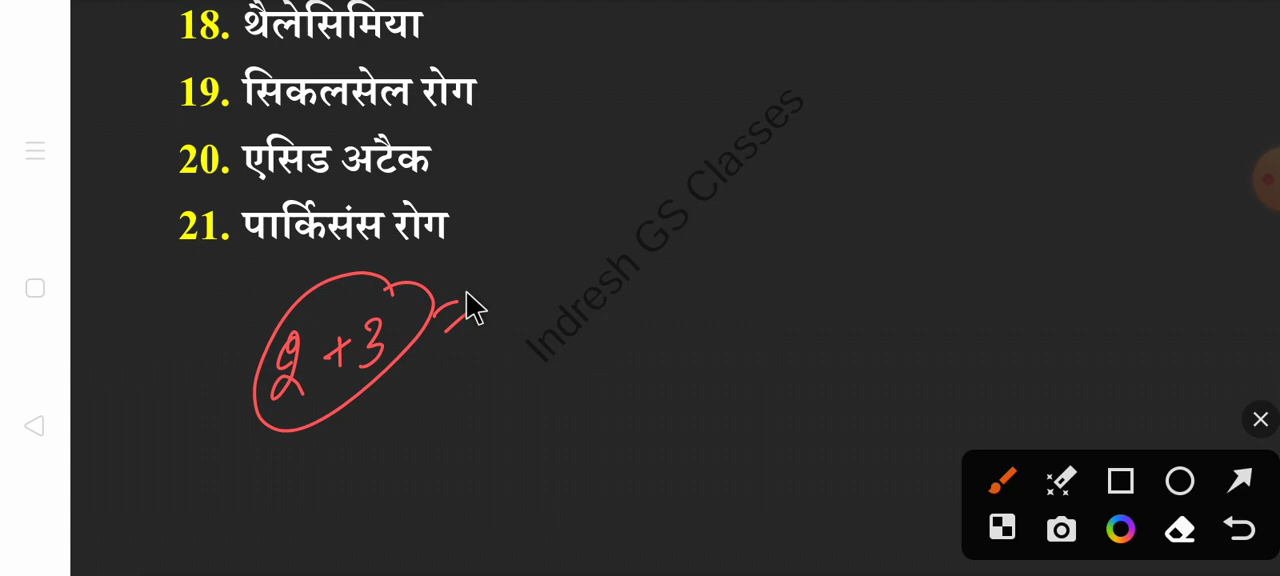 18. थैलेसिमिया
19. सिकलसेल रोग
20. एसिड अटैक
21. पार्किसंस रोग
2 + 3 =
Indresh GS Classes